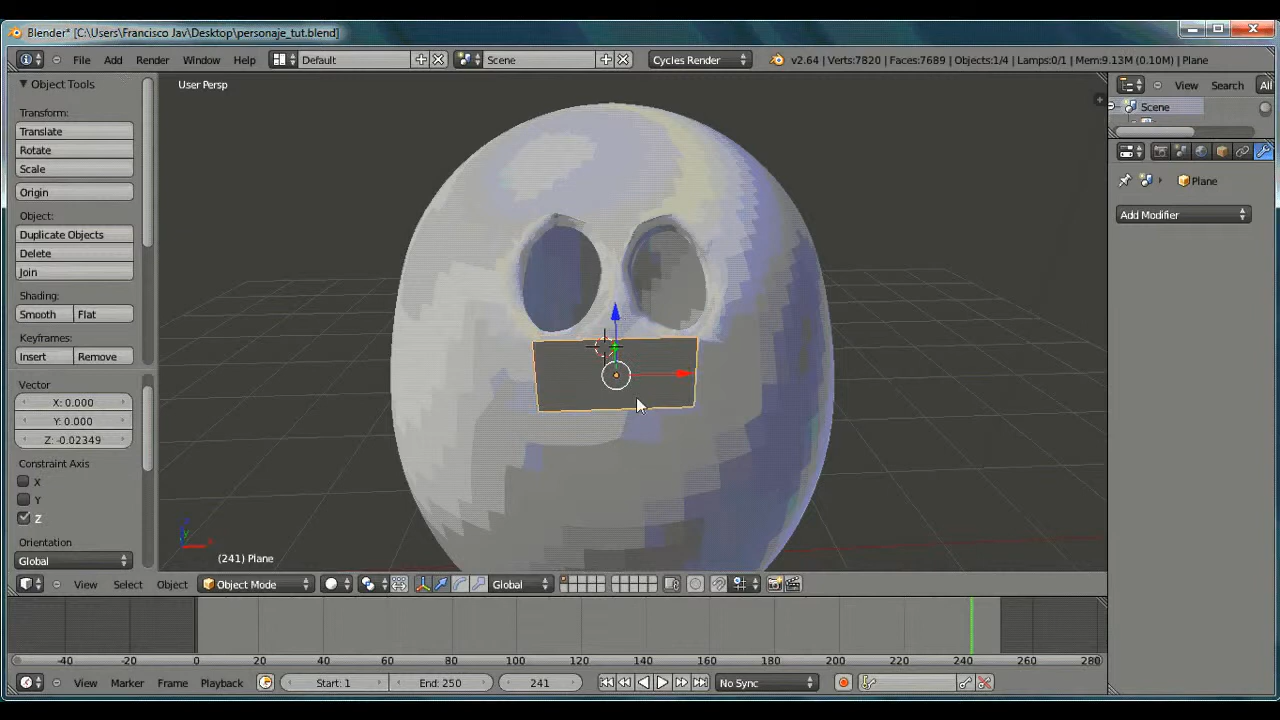 Blender* [C:\Users\Francisco Jav\Desktop\personaje_tut.blend]
File Add Render Window Help Default Scene Cycles Render v2.64 | Verts:7820 | Faces:7689 | Objects:1/4 | Lamps:0/1 | Mem:9.13M (0.10M) | Plane
Object Tools
Transform:
Translate
Rotate
Scale
Origin
Object:
Duplicate Objects
Delete
Join
Shading:
Smooth Flat
Keyframes:
Insert Remove
Vector
X: 0.000
Y: 0.000
Z: -0.02349
Constraint Axis
X
Y
Z
Orientation
Global
User Persp
(241) Plane
View Search All
Scene
Plane
Add Modifier
View Select Object Object Mode Global
-40 -20 0 20 40 60 80 100 120 140 160 180 200 220 240 260 280
View Marker Frame Playback Start: 1 End: 250 241 No Sync